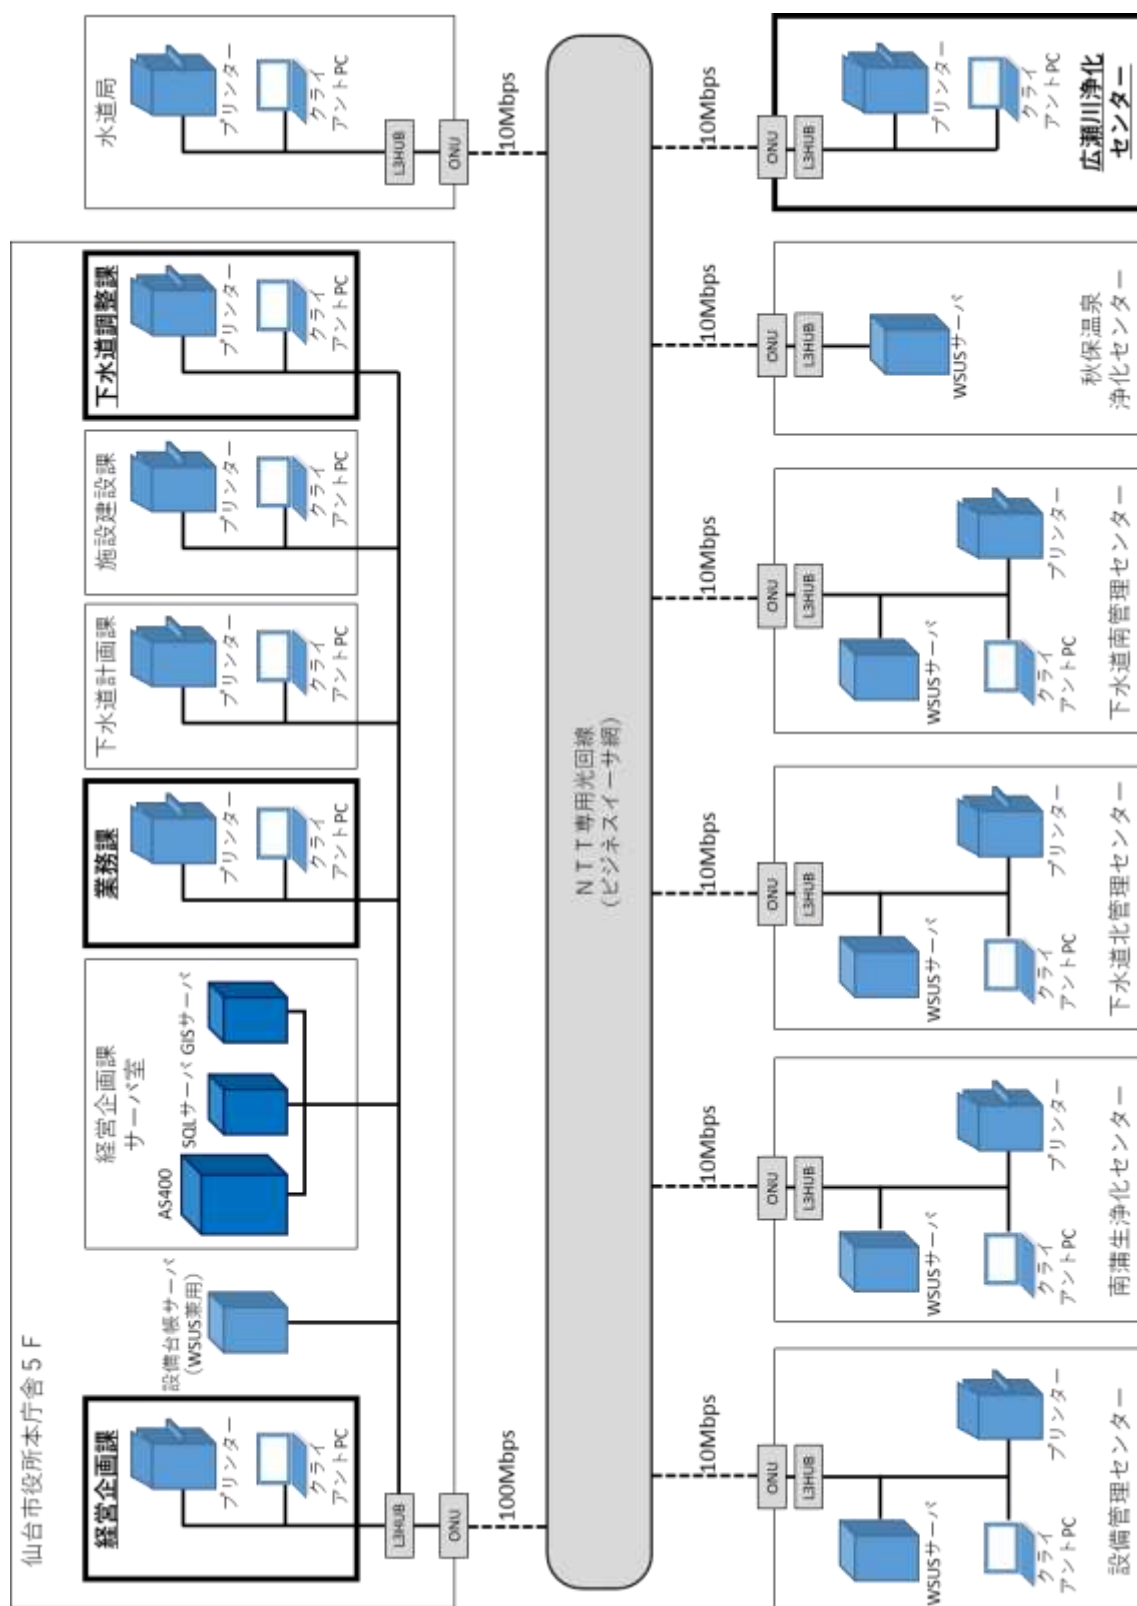 仙台市役所本庁舎５Ｆ
経営企画課
プリンター
クライ
アントPC
設備台帳サーバ
（WSUS兼用）
経営企画課
サーバ室
AS400
SQLサーバ
GISサーバ
業務課
プリンター
クライ
アントPC
下水道計画課
プリンター
クライ
アントPC
施設建設課
プリンター
クライ
アントPC
下水道調整課
プリンター
クライ
アントPC
L3HUB
ONU
100Mbps
水道局
プリンター
クライ
アントPC
L3HUB
ONU
10Mbps
ＮＴＴ専用光回線
（ビジネスイーサ網）
10Mbps
ONU
L3HUB
WSUSサーバ
クライ
アントPC
プリンター
設備管理センター
10Mbps
ONU
L3HUB
WSUSサーバ
クライ
アントPC
プリンター
南蒲生浄化センター
10Mbps
ONU
L3HUB
WSUSサーバ
クライ
アントPC
プリンター
下水道北管理センター
10Mbps
ONU
L3HUB
WSUSサーバ
クライ
アントPC
プリンター
下水道南管理センター
10Mbps
ONU
L3HUB
WSUSサーバ
秋保温泉
浄化センター
10Mbps
ONU
L3HUB
プリンター
クライ
アントPC
広瀬川浄化
センター